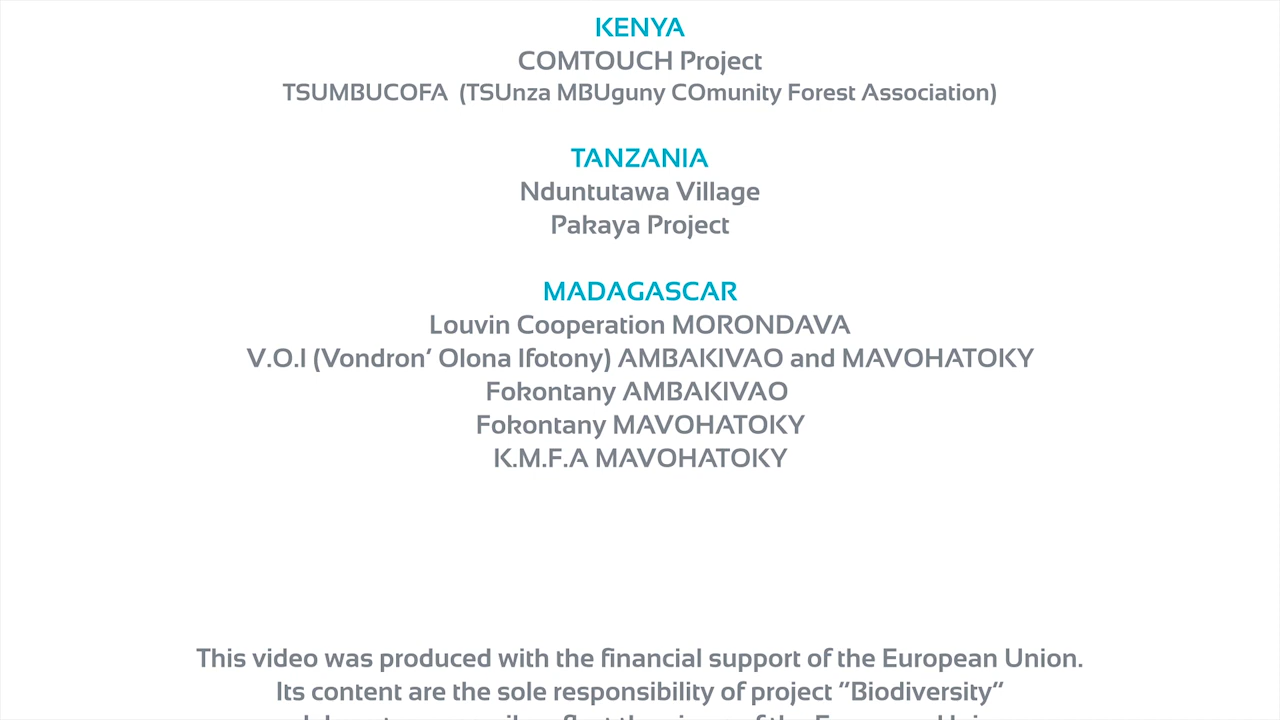 KENYA
COMTOUCH Project
TSUMBUCOFA (TSUnza MBUguny COmunity Forest Association)
TANZANIA
Nduntutawa Village
Pakaya Project
MADAGASCAR
Louvin Cooperation MORONDAVA
V.O.I (Vondron’ Olona Ifotony) AMBAKIVAO and MAVOHATOKY
Fokontany AMBAKIVAO
Fokontany MAVOHATOKY
K.M.F.A MAVOHATOKY
This video was produced with the financial support of the European Union.
Its content are the sole responsibility of project “Biodiversity”